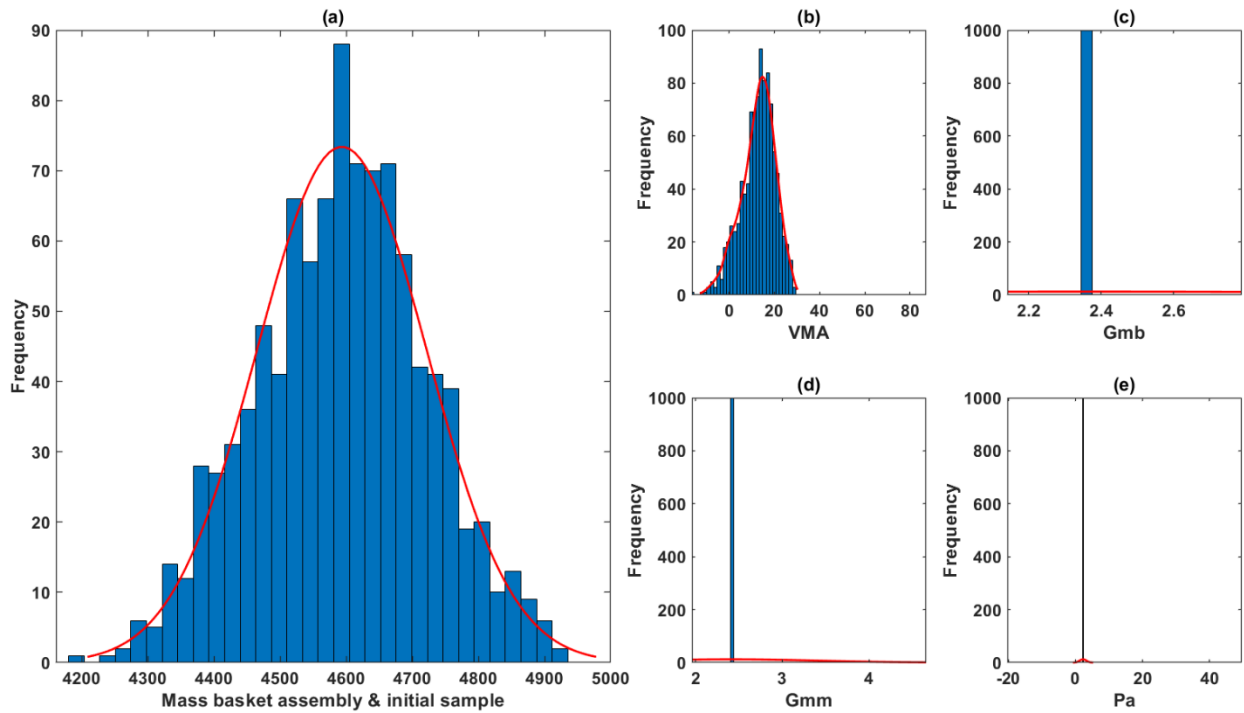 (a)
90
80
70
60
50
40
30
20
10
0
Frequency
4200 4300 4400 4500 4600 4700 4800 4900 5000
Mass basket assembly & initial sample
(b)
100
80
60
40
20
0
Frequency
0 20 40 60 80
VMA
(c)
1000
800
600
400
200
0
Frequency
2.2 2.4 2.6
Gmb
(d)
1000
800
600
400
200
0
Frequency
2 3 4
Gmm
(e)
1000
800
600
400
200
0
Frequency
-20 0 20 40
Pa